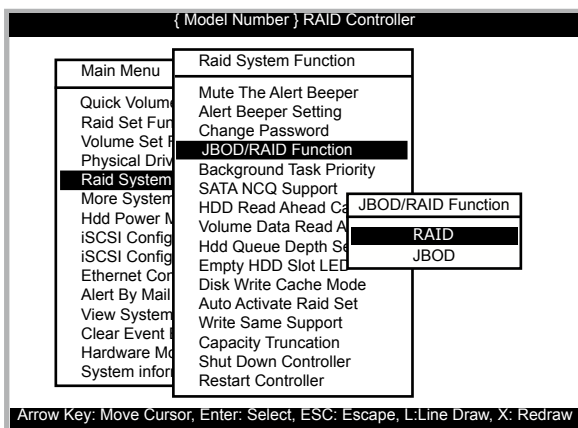 { Model Number } RAID Controller
Main Menu
Quick Volume
Raid Set Fun
Volume Set F
Physical Driv
Raid System
More System
Hdd Power M
iSCSI Config
iSCSI Config
Ethernet Con
Alert By Mail
View System
Clear Event B
Hardware Mo
System inform
Raid System Function
Mute The Alert Beeper
Alert Beeper Setting
Change Password
JBOD/RAID Function
Background Task Priority
SATA NCQ Support
HDD Read Ahead Ca
Volume Data Read A
Hdd Queue Depth Se
Empty HDD Slot LED
Disk Write Cache Mode
Auto Activate Raid Set
Write Same Support
Capacity Truncation
Shut Down Controller
Restart Controller
JBOD/RAID Function
RAID
JBOD
Arrow Key: Move Cursor, Enter: Select, ESC: Escape, L:Line Draw, X: Redraw